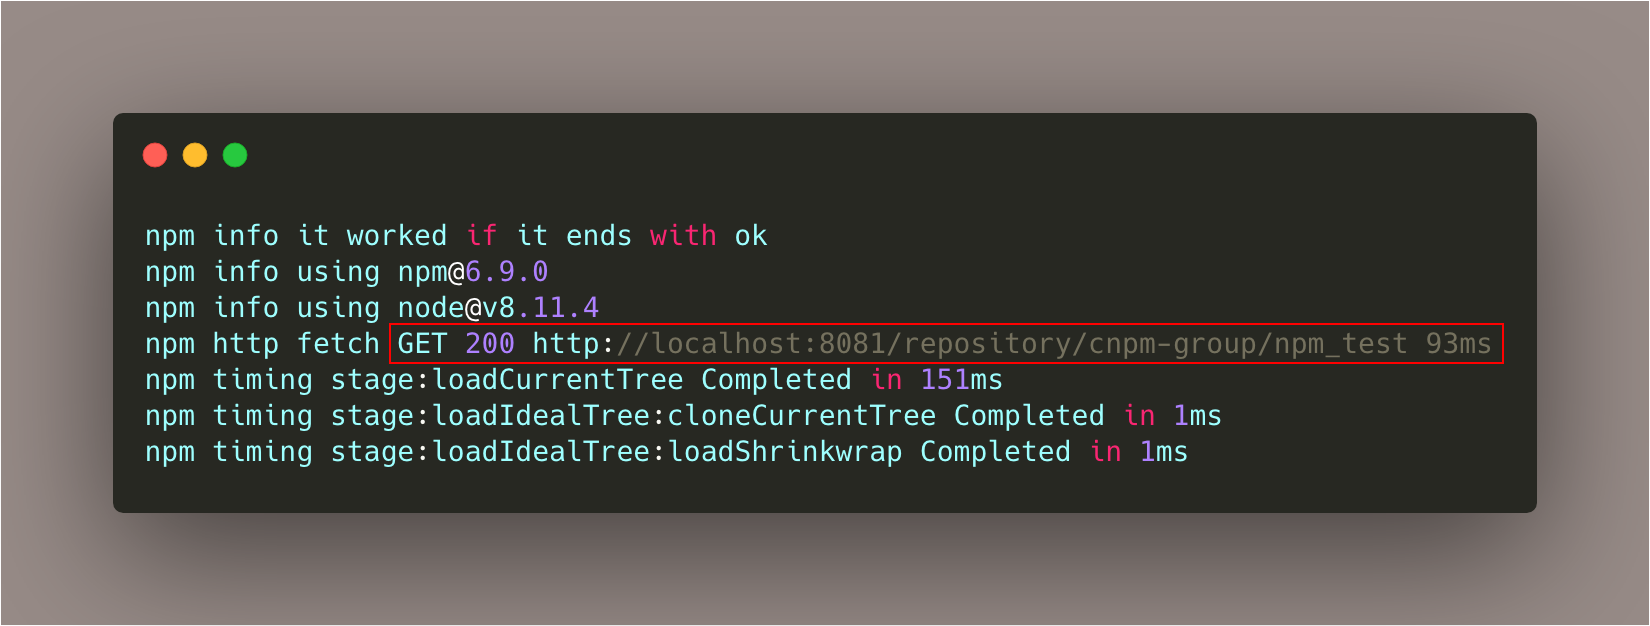 npm info it worked if it ends with ok
npm info using npm@6.9.0
npm info using node@v8.11.4
npm http fetch GET 200 http://localhost:8081/repository/cnpm-group/npm_test 93ms
npm timing stage:loadCurrentTree Completed in 151ms
npm timing stage:loadIdealTree:cloneCurrentTree Completed in 1ms
npm timing stage:loadIdealTree:loadShrinkwrap Completed in 1ms